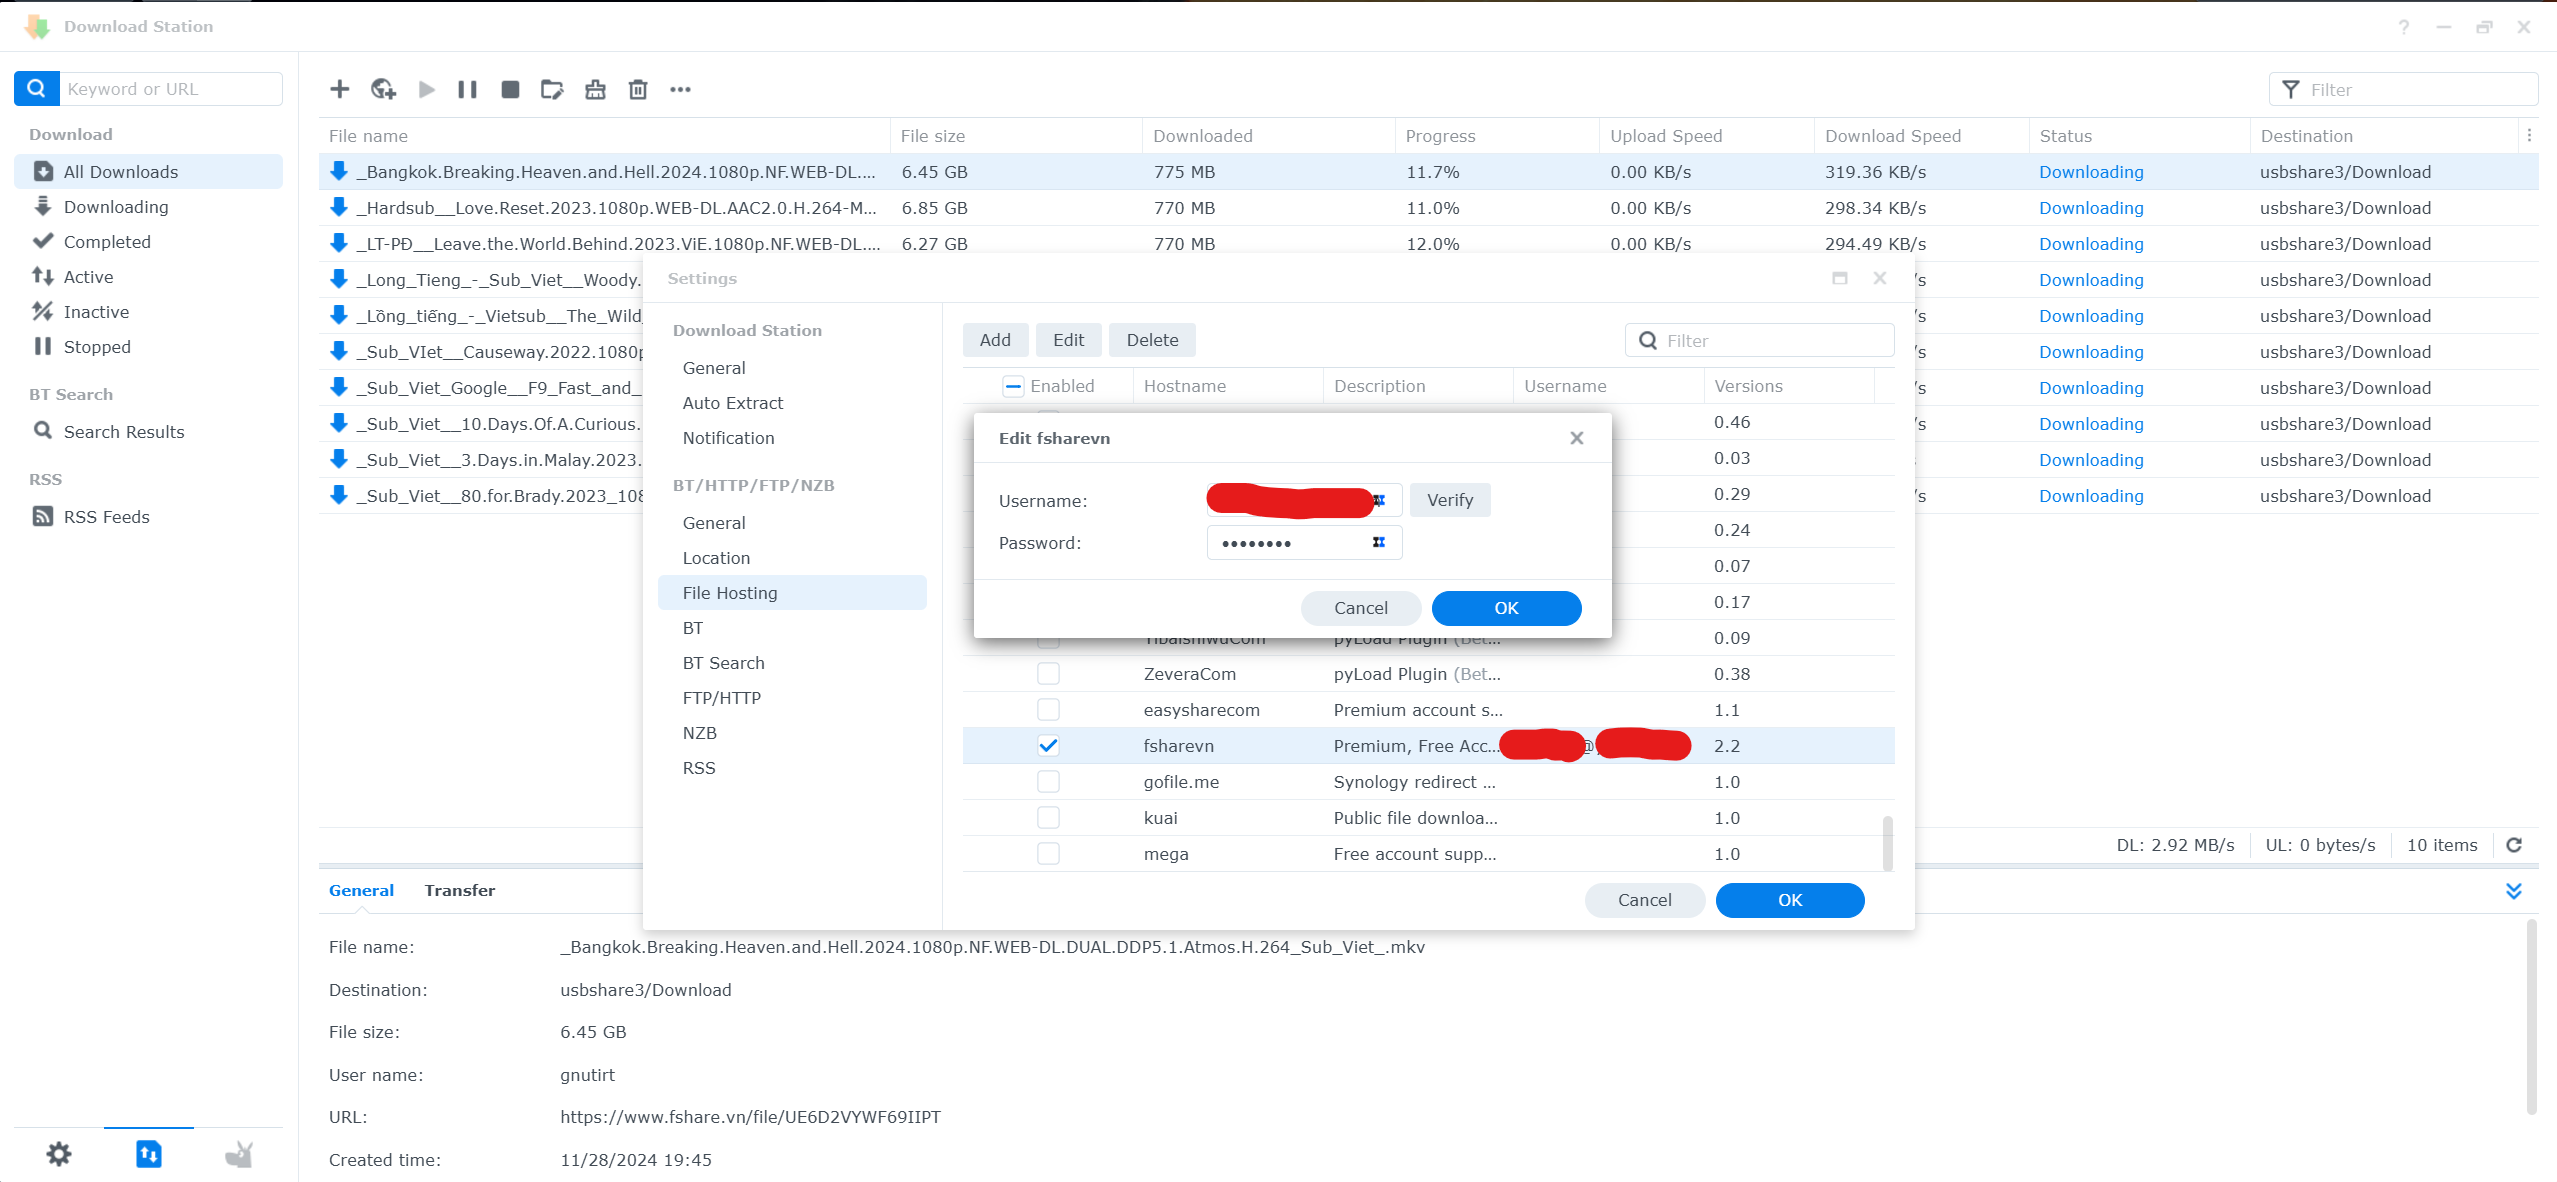 Download Station
Keyword or URL
Download
All Downloads
Downloading
Completed
Active
Inactive
Stopped
BT Search
Search Results
RSS
RSS Feeds
Filter
File name File size Downloaded Progress Upload Speed Download Speed Status Destination
_Bangkok.Breaking.Heaven.and.Hell.2024.1080p.NF.WEB-DL.... 6.45 GB 775 MB 11.7% 0.00 KB/s 319.36 KB/s Downloading usbshare3/Download
_Hardsub__Love.Reset.2023.1080p.WEB-DL.AAC2.0.H.264-M... 6.85 GB 770 MB 11.0% 0.00 KB/s 298.34 KB/s Downloading usbshare3/Download
_LT-PĐ__Leave.the.World.Behind.2023.ViE.1080p.NF.WEB-DL.... 6.27 GB 770 MB 12.0% 0.00 KB/s 294.49 KB/s Downloading usbshare3/Download
_Long_Tieng_-_Sub_Viet__Woody. /s Downloading usbshare3/Download
_Lồng_tiếng_-_Vietsub__The_Wild_ /s Downloading usbshare3/Download
_Sub_VIet__Causeway.2022.1080p /s Downloading usbshare3/Download
_Sub_Viet_Google__F9_Fast_and_ /s Downloading usbshare3/Download
_Sub_Viet__10.Days.Of.A.Curious. /s Downloading usbshare3/Download
_Sub_Viet__3.Days.in.Malay.2023. Downloading usbshare3/Download
_Sub_Viet__80.for.Brady.2023_108 /s Downloading usbshare3/Download
Settings
Download Station
General
Auto Extract
Notification
BT/HTTP/FTP/NZB
General
Location
File Hosting
BT
BT Search
FTP/HTTP
NZB
RSS
Add Edit Delete
Filter
Enabled Hostname Description Username Versions
0.46
0.03
0.29
0.24
0.07
0.17
YibaishiwuCom pyLoad Plugin (Bet... 0.09
ZeveraCom pyLoad Plugin (Bet... 0.38
easysharecom Premium account s... 1.1
fsharevn Premium, Free Acc... @ 2.2
gofile.me Synology redirect ... 1.0
kuai Public file downloa... 1.0
mega Free account supp... 1.0
Cancel OK
Edit fsharevn
Username: Verify
Password: ••••••••
Cancel OK
DL: 2.92 MB/s UL: 0 bytes/s 10 items
General Transfer
File name: _Bangkok.Breaking.Heaven.and.Hell.2024.1080p.NF.WEB-DL.DUAL.DDP5.1.Atmos.H.264_Sub_Viet_.mkv
Destination: usbshare3/Download
File size: 6.45 GB
User name: gnutirt
URL: https://www.fshare.vn/file/UE6D2VYWF69IIPT
Created time: 11/28/2024 19:45